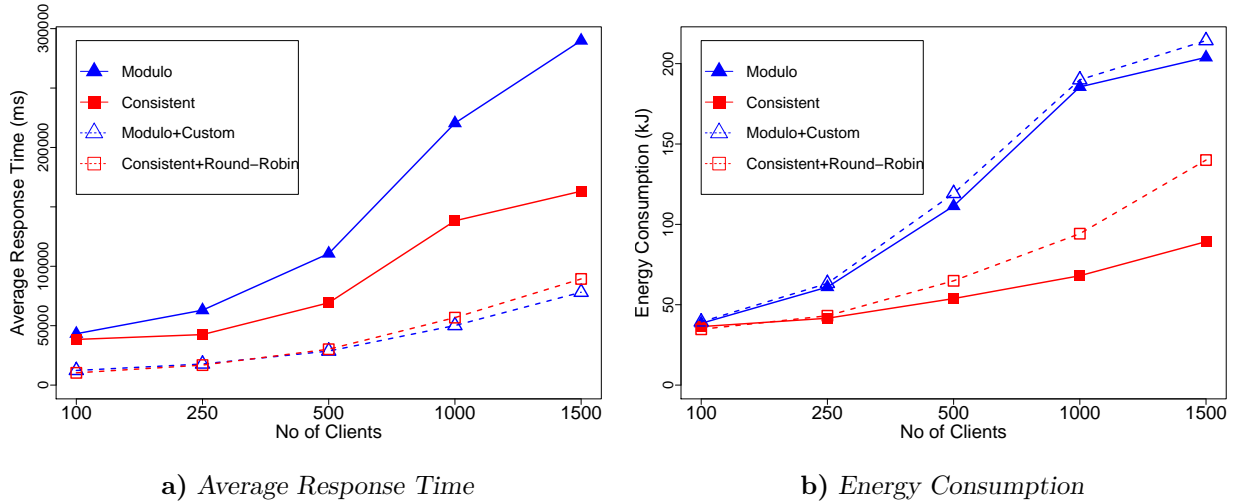 Average Response Time (ms)
0
50000
100000
200000
300000
Modulo
Consistent
Modulo+Custom
Consistent+Round−Robin
100 250 500 1000 1500
No of Clients
a) Average Response Time
Energy Consumption (kJ)
0
50
100
150
200
Modulo
Consistent
Modulo+Custom
Consistent+Round−Robin
100 250 500 1000 1500
No of Clients
b) Energy Consumption